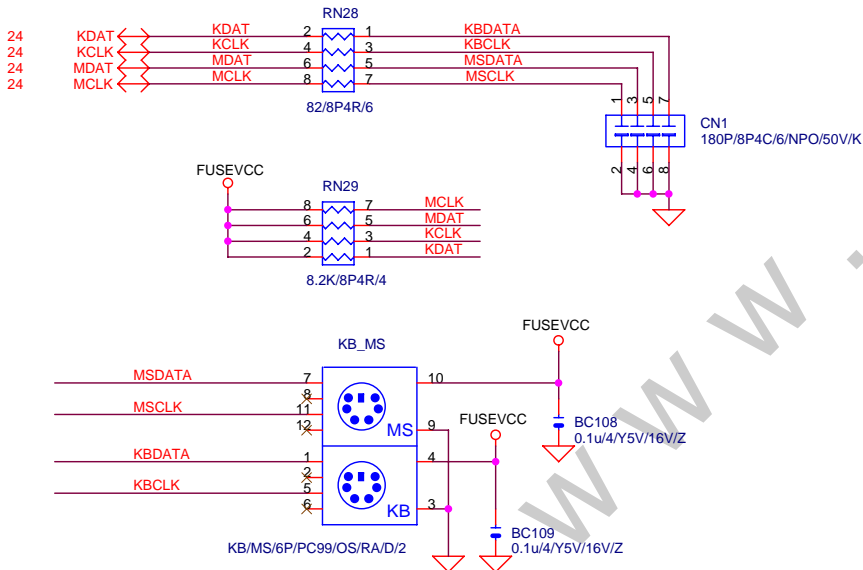 RN28
24 KDAT KDAT 2 1 KBDATA
24 KCLK KCLK 4 3 KBCLK
24 MDAT MDAT 6 5 MSDATA
24 MCLK MCLK 8 7 MSCLK
82/8P4R/6
1 3 5 7
CN1
180P/8P4C/6/NPO/50V/K
2 4 6 8
FUSEVCC
RN29
8 7 MCLK
6 5 MDAT
4 3 KCLK
2 1 KDAT
8.2K/8P4R/4
FUSEVCC
KB_MS
MSDATA 7 10
8
MSCLK 11
12 MS 9
FUSEVCC
BC108
0.1u/4/Y5V/16V/Z
KBDATA 1 4
2
KBCLK 5
6 KB 3
BC109
0.1u/4/Y5V/16V/Z
KB/MS/6P/PC99/OS/RA/D/2
w w w .